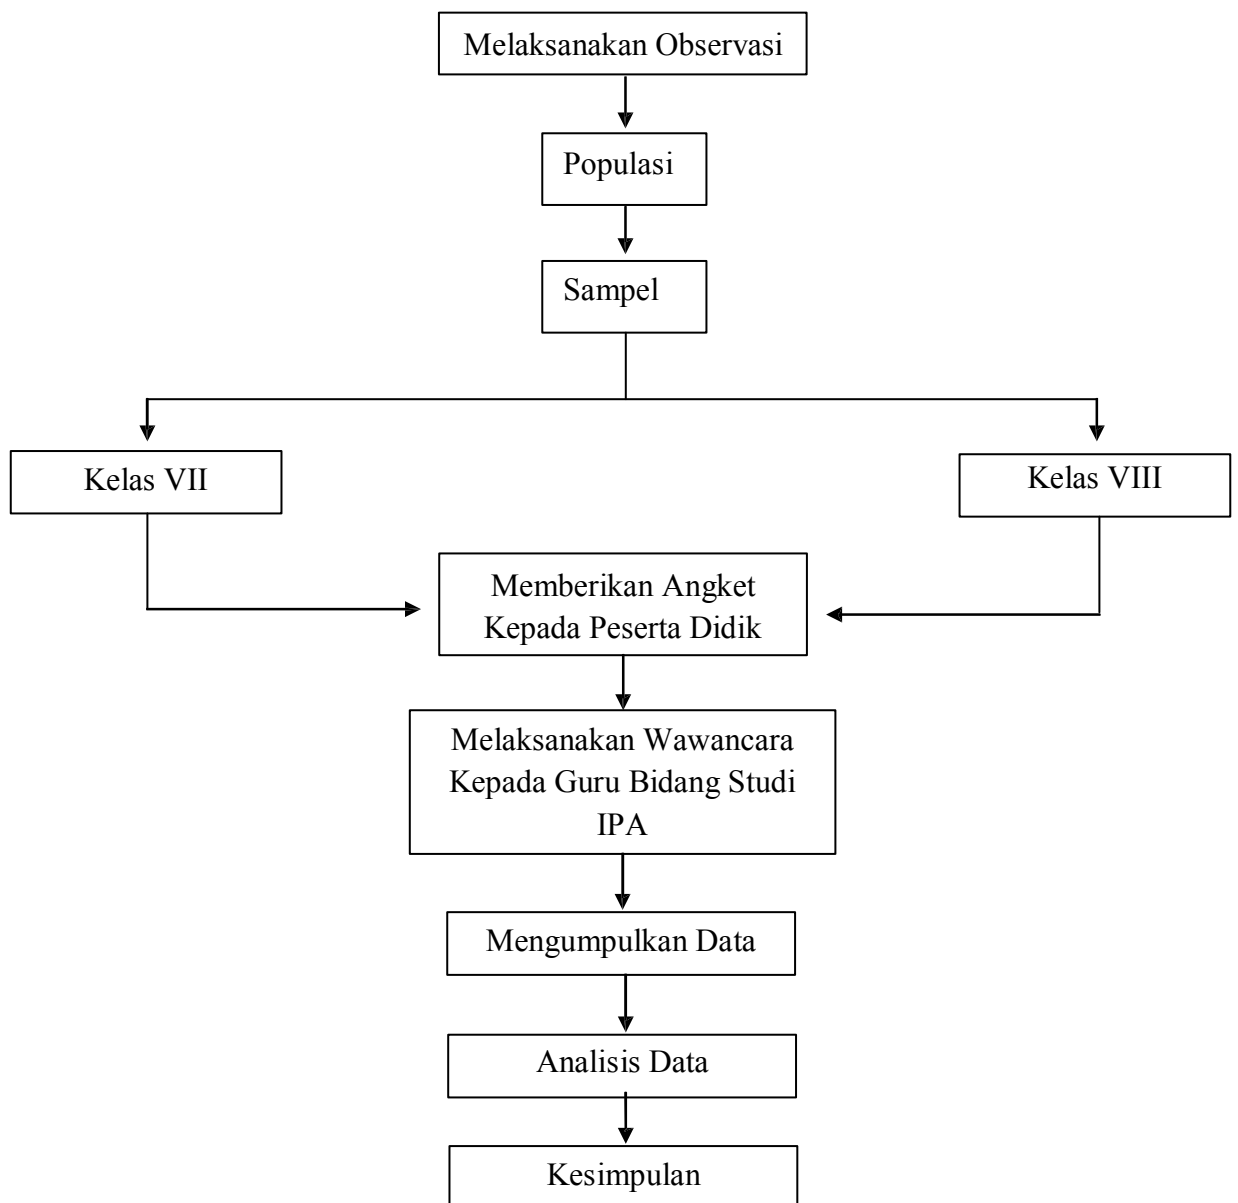 Melaksanakan Observasi
Populasi
Sampel
Kelas VII
Kelas VIII
Memberikan Angket
Kepada Peserta Didik
Melaksanakan Wawancara
Kepada Guru Bidang Studi
IPA
Mengumpulkan Data
Analisis Data
Kesimpulan